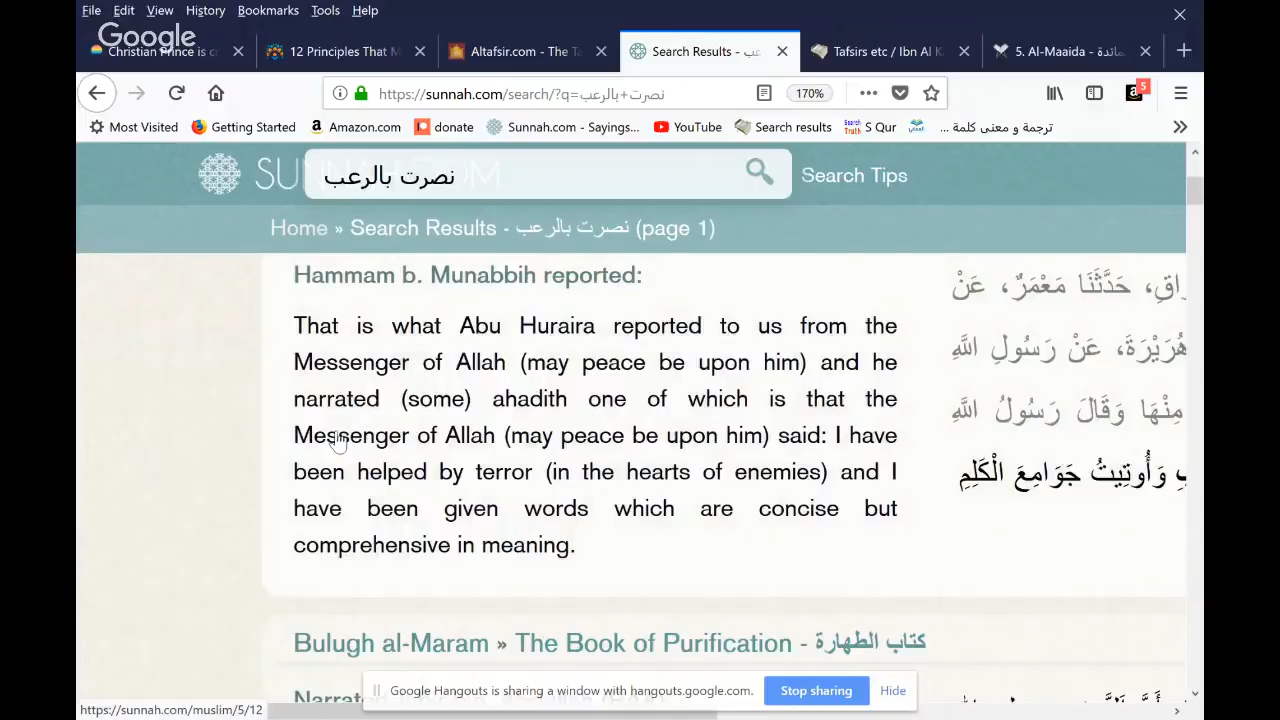 File Edit View History Bookmarks Tools Help
Google
Christian Prince is c
12 Principles That M
Altafsir.com - The Ta
Search Results - نصرت
Tafsirs etc / Ibn Al K
5. Al-Maaida - المائدة
https://sunnah.com/search/?q=نصرت+بالرعب
170%
5
Most Visited Getting Started Amazon.com donate Sunnah.com - Sayings... YouTube Search results S Qur ترجمة و معنى كلمة ...
SUNNAH.COM
نصرت بالرعب
Search Tips
Home » Search Results - نصرت بالرعب (page 1)
Hammam b. Munabbih reported:
That is what Abu Huraira reported to us from the
Messenger of Allah (may peace be upon him) and he
narrated (some) ahadith one of which is that the
Messenger of Allah (may peace be upon him) said: I have
been helped by terror (in the hearts of enemies) and I
have been given words which are concise but
comprehensive in meaning.
حَدَّثَنَا مَعْمَرٌ، عَنْ
عَنْ رَسُولِ اللَّهِ
مِنْهَا وَقَالَ رَسُولُ اللَّهِ
وَأُوتِيتُ جَوَامِعَ الْكَلِمِ
Bulugh al-Maram » The Book of Purification - كتاب الطهارة
Google Hangouts is sharing a window with hangouts.google.com.
Stop sharing
Hide
https://sunnah.com/muslim/5/12